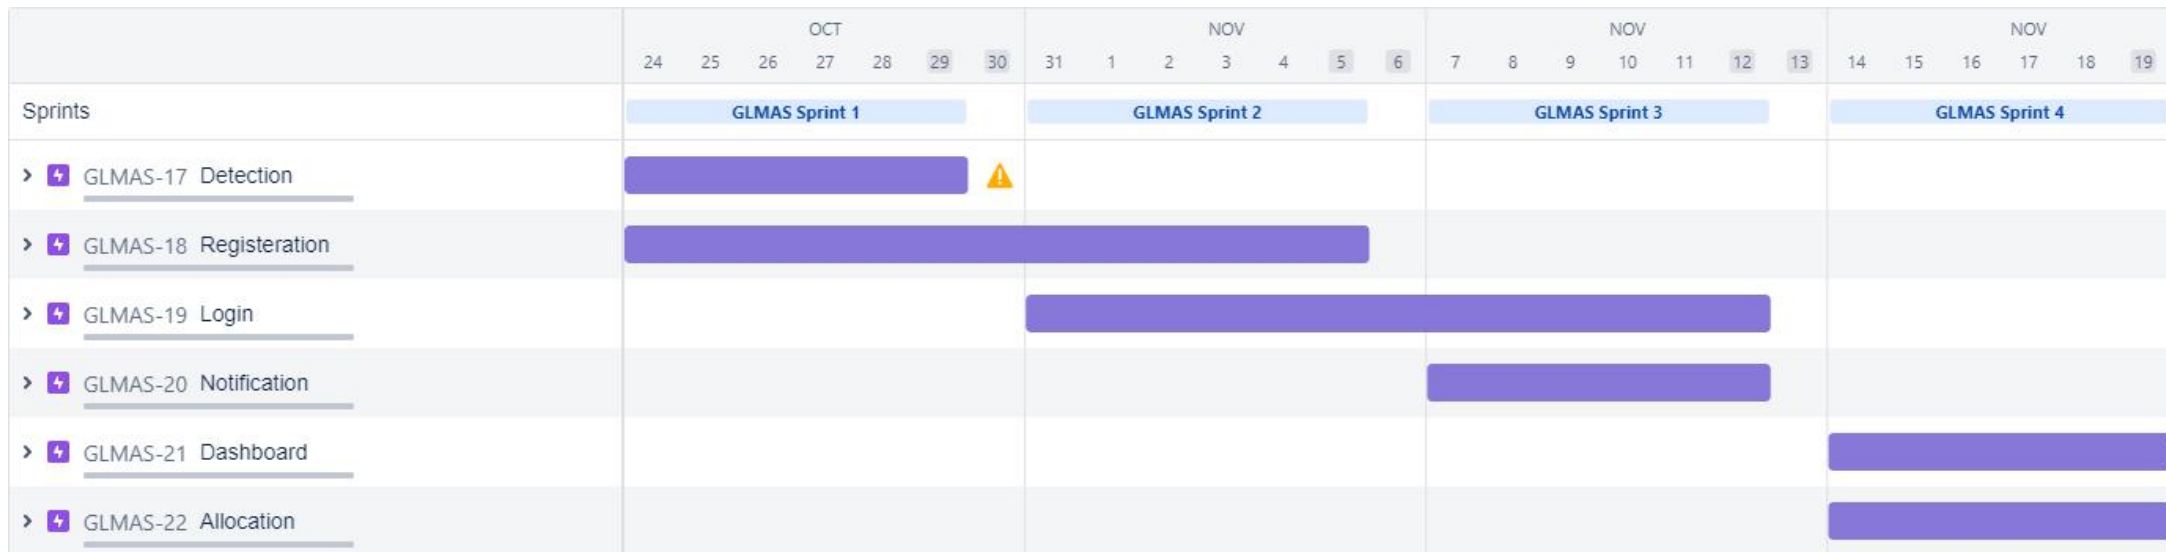 OCT NOV NOV NOV
24 25 26 27 28 29 30 31 1 2 3 4 5 6 7 8 9 10 11 12 13 14 15 16 17 18 19
Sprints GLMAS Sprint 1 GLMAS Sprint 2 GLMAS Sprint 3 GLMAS Sprint 4
GLMAS-17 Detection
GLMAS-18 Registeration
GLMAS-19 Login
GLMAS-20 Notification
GLMAS-21 Dashboard
GLMAS-22 Allocation